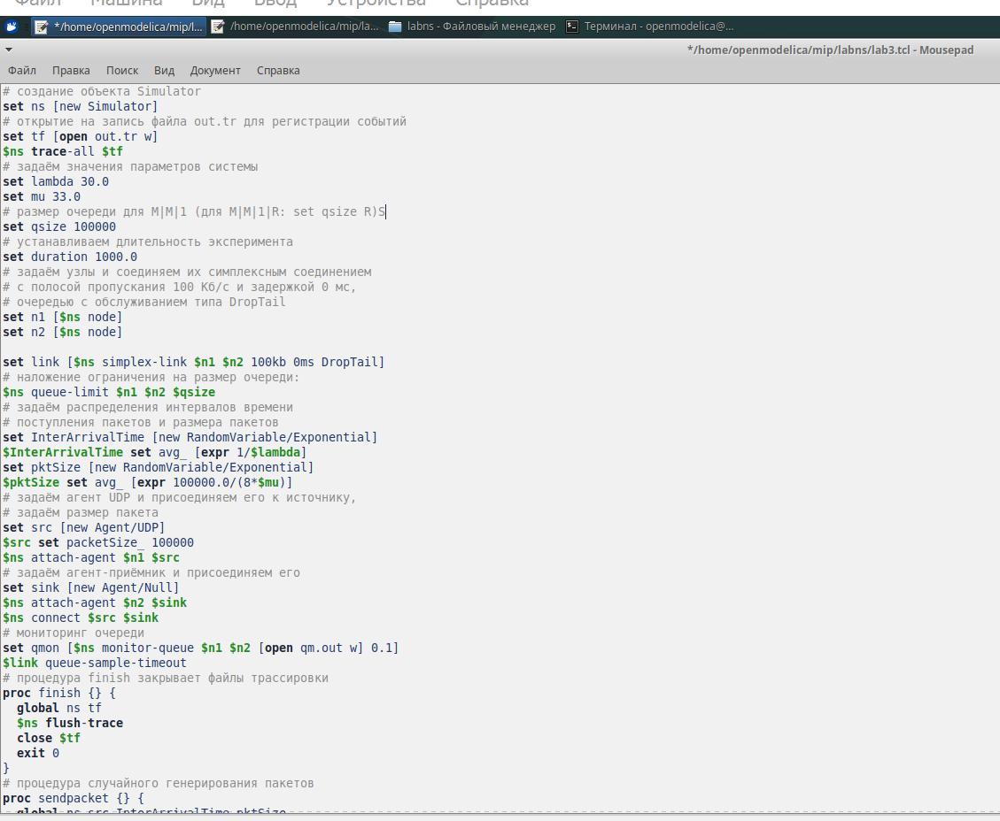 Файл Машина Вид Ввод Устройства Справка
*/home/openmodelica/mip/l... /home/openmodelica/mip/la... labns - Файловый менеджер Терминал - openmodelica@...
*/home/openmodelica/mip/labns/lab3.tcl - Mousepad
Файл Правка Поиск Вид Документ Справка
# создание объекта Simulator
set ns [new Simulator]
# открытие на запись файла out.tr для регистрации событий
set tf [open out.tr w]
$ns trace-all $tf
# задаём значения параметров системы
set lambda 30.0
set mu 33.0
# размер очереди для M|M|1 (для M|M|1|R: set qsize R)S
set qsize 100000
# устанавливаем длительность эксперимента
set duration 1000.0
# задаём узлы и соединяем их симплексным соединением
# с полосой пропускания 100 Кб/с и задержкой 0 мс,
# очередью с обслуживанием типа DropTail
set n1 [$ns node]
set n2 [$ns node]
set link [$ns simplex-link $n1 $n2 100kb 0ms DropTail]
# наложение ограничения на размер очереди:
$ns queue-limit $n1 $n2 $qsize
# задаём распределения интервалов времени
# поступления пакетов и размера пакетов
set InterArrivalTime [new RandomVariable/Exponential]
$InterArrivalTime set avg_ [expr 1/$lambda]
set pktSize [new RandomVariable/Exponential]
$pktSize set avg_ [expr 100000.0/(8*$mu)]
# задаём агент UDP и присоединяем его к источнику,
# задаём размер пакета
set src [new Agent/UDP]
$src set packetSize_ 100000
$ns attach-agent $n1 $src
# задаём агент-приёмник и присоединяем его
set sink [new Agent/Null]
$ns attach-agent $n2 $sink
$ns connect $src $sink
# мониторинг очереди
set qmon [$ns monitor-queue $n1 $n2 [open qm.out w] 0.1]
$link queue-sample-timeout
# процедура finish закрывает файлы трассировки
proc finish {} {
global ns tf
$ns flush-trace
close $tf
exit 0
}
# процедура случайного генерирования пакетов
proc sendpacket {} {
global ns src InterArrivalTime pktSize